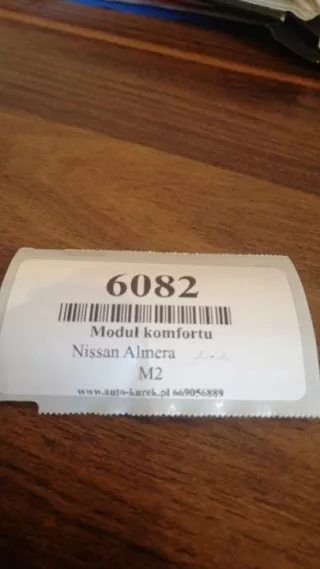 6082
Moduł komfortu
Nissan Almera
M2
www.auto-kurek.pl 669056889